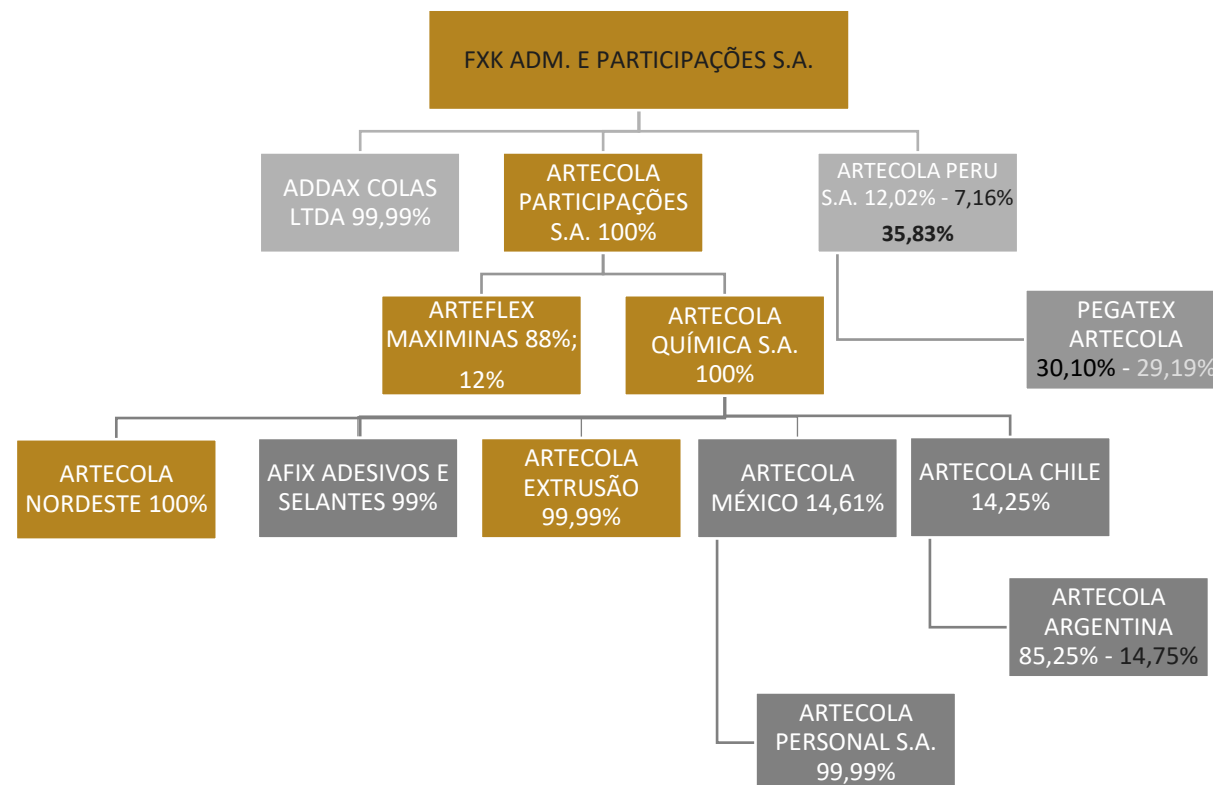 FXK ADM. E PARTICIPAÇÕES S.A.
ADDAX COLAS
LTDA 99,99%
ARTECOLA
PARTICIPAÇÕES
S.A. 100%
ARTECOLA PERU
S.A. 12,02% - 7,16%
35,83%
ARTEFLEX
MAXIMINAS 88%;
12%
ARTECOLA
QUÍMICA S.A.
100%
PEGATEX
ARTECOLA
30,10% - 29,19%
ARTECOLA
NORDESTE 100%
AFIX ADESIVOS E
SELANTES 99%
ARTECOLA
EXTRUSÃO
99,99%
ARTECOLA
MÉXICO 14,61%
ARTECOLA CHILE
14,25%
ARTECOLA
ARGENTINA
85,25% - 14,75%
ARTECOLA
PERSONAL S.A.
99,99%